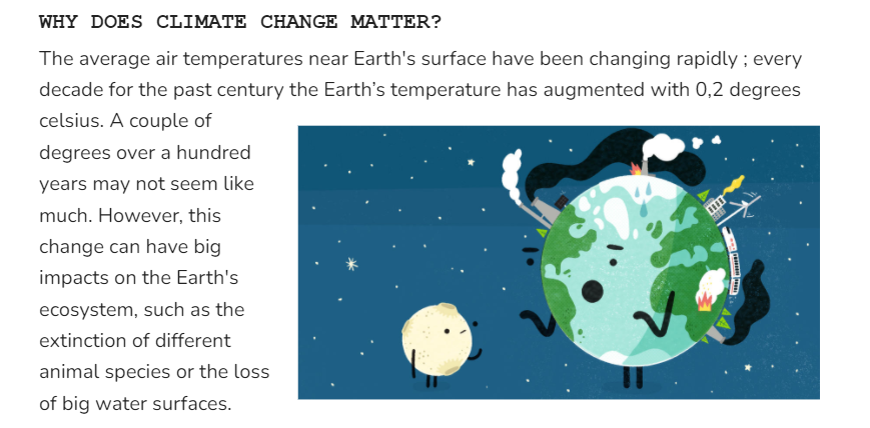 WHY DOES CLIMATE CHANGE MATTER?
The average air temperatures near Earth's surface have been changing rapidly ; every
decade for the past century the Earth’s temperature has augmented with 0,2 degrees
celsius. A couple of
degrees over a hundred
years may not seem like
much. However, this
change can have big
impacts on the Earth's
ecosystem, such as the
extinction of different
animal species or the loss
of big water surfaces.